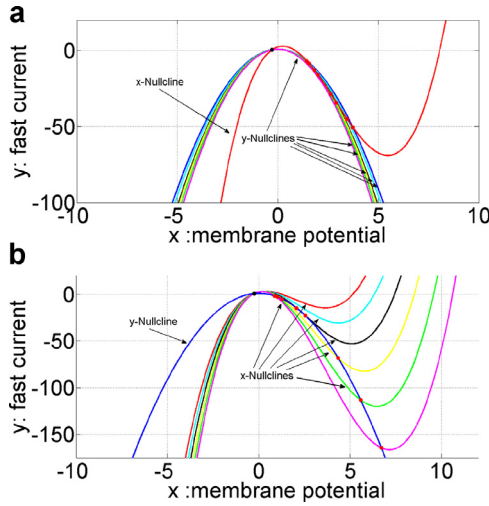 a
0
-50
-100
y: fast current
x-Nullcline
y-Nullclines
-10
-5
0
5
10
x :membrane potential
b
0
-50
-100
-150
y: fast current
y-Nullcline
x-Nullclines
-10
-5
0
5
10
x :membrane potential